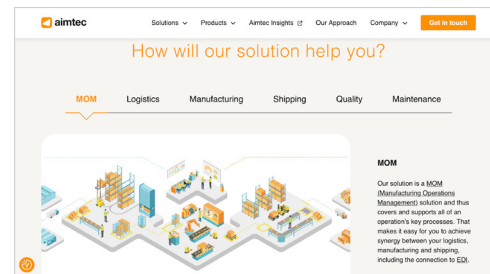 aimtec
Solutions Products Aimtec Insights Our Approach Company Get in touch
How will our solution help you?
MOM Logistics Manufacturing Shipping Quality Maintenance
MOM
Our solution is a MOM
(Manufacturing Operations
Management) solution and thus
covers and supports all of an
operation's key processes. That
makes it easy for you to achieve
synergy between your logistics,
manufacturing and shipping,
including the connection to EDI.